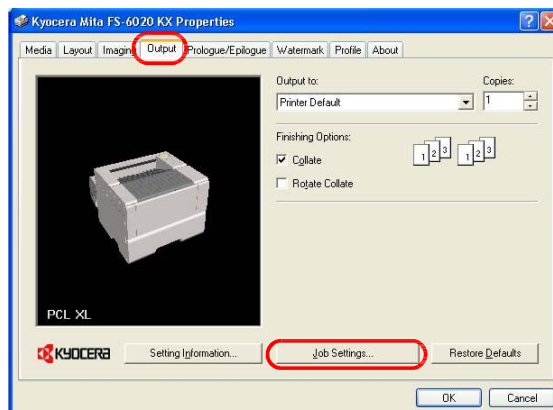 Kyocera Mita FS-6020 KX Properties
Media Layout Imaging Output Prologue/Epilogue Watermark Profile About
Output to: Copies:
Printer Default 1
Finishing Options:
Collate
1 2 3 1 2 3
Rotate Collate
PCL XL
KYOCERA Setting Information... Job Settings... Restore Defaults
OK Cancel